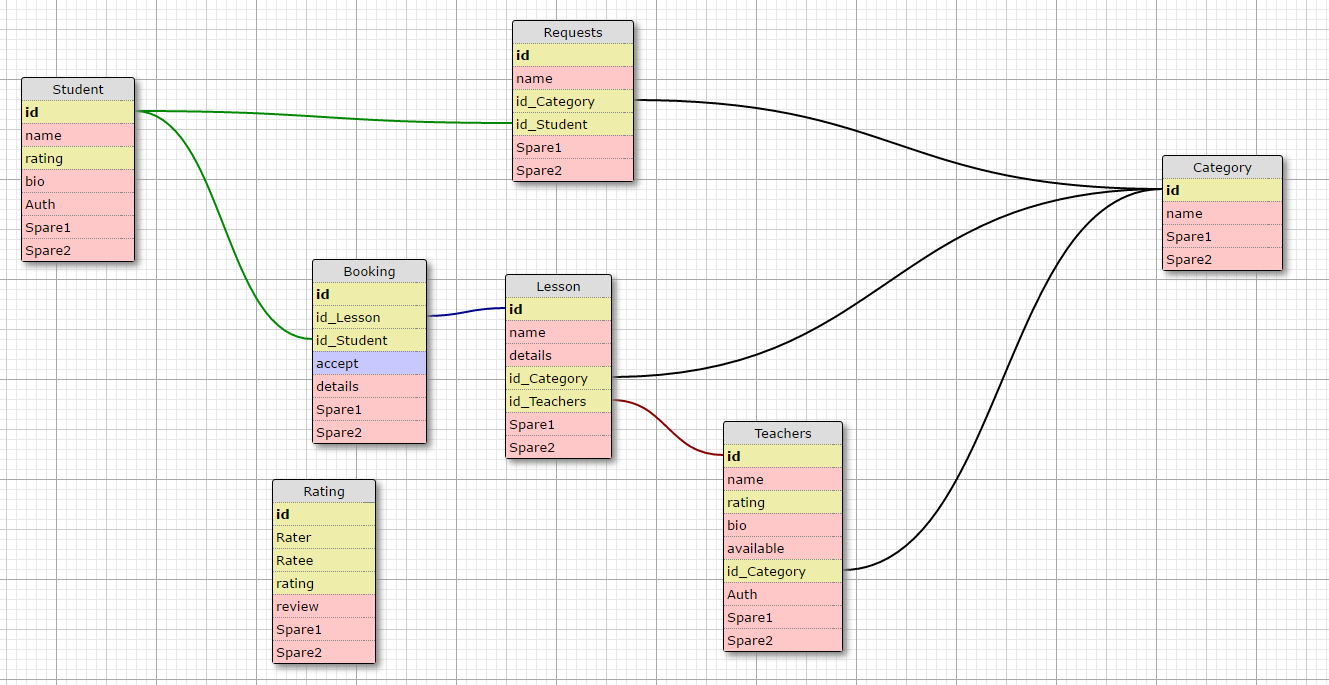 Requests
id
name
id_Category
id_Student
Spare1
Spare2
Student
id
name
rating
bio
Auth
Spare1
Spare2
Category
id
name
Spare1
Spare2
Booking
id
id_Lesson
id_Student
accept
details
Spare1
Spare2
Lesson
id
name
details
id_Category
id_Teachers
Spare1
Spare2
Teachers
id
name
rating
bio
available
id_Category
Auth
Spare1
Spare2
Rating
id
Rater
Ratee
rating
review
Spare1
Spare2